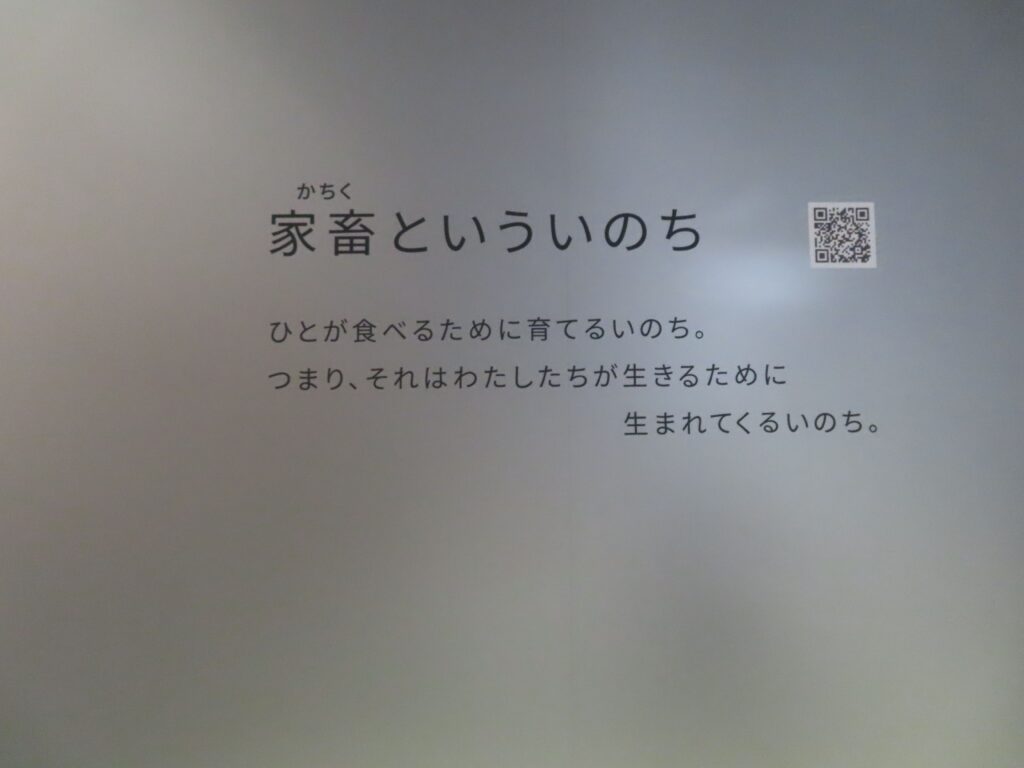 かちく
家畜といういのち
ひとが食べるために育てるいのち。
つまり、それはわたしたちが生きるために
生まれてくるいのち。